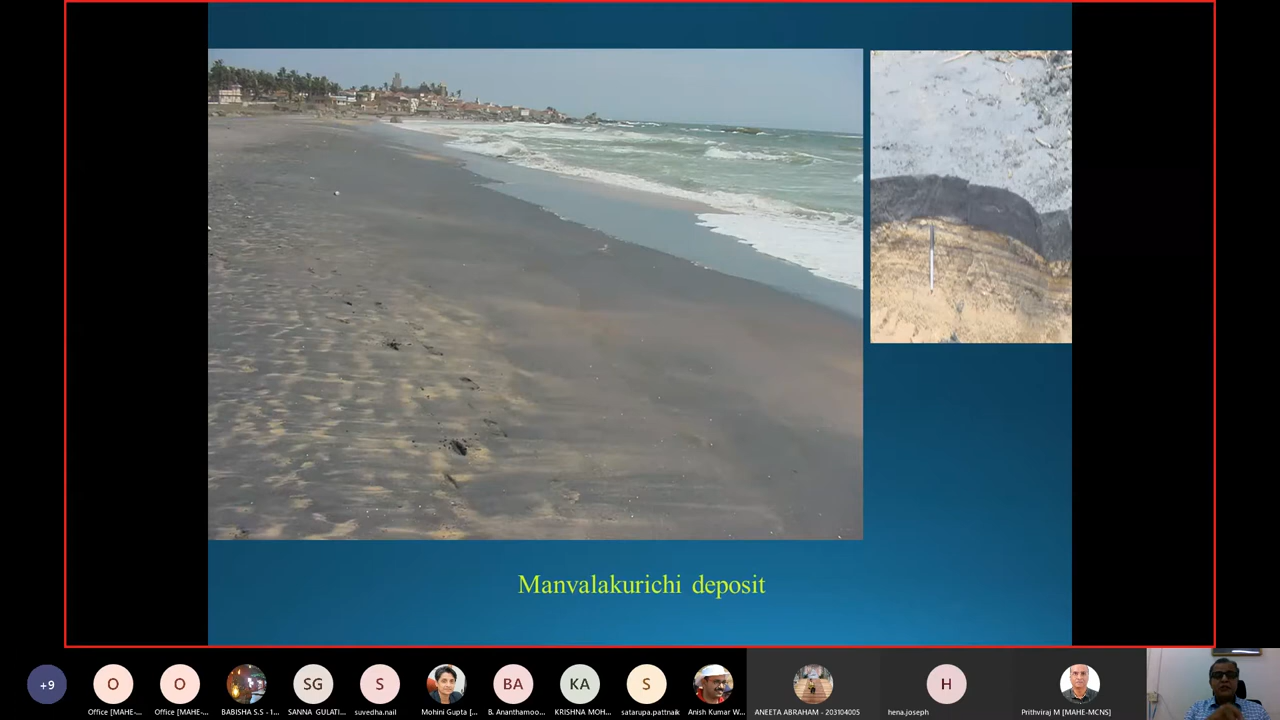 Manvalakurichi deposit
+9
O
O
SG
S
BA
KA
S
H
Office [MAHE-...
Office [MAHE-...
BABISHA S.S - 1...
SANNA GULATI...
suvedha.nail
Mohini Gupta [...
B. Ananthamoo...
KRISHNA MOH...
satarupa.pattnaik
Anish Kumar W...
ANEETA ABRAHAM - 203104005
hena.joseph
Prithviraj M [MAHE-MCNS]